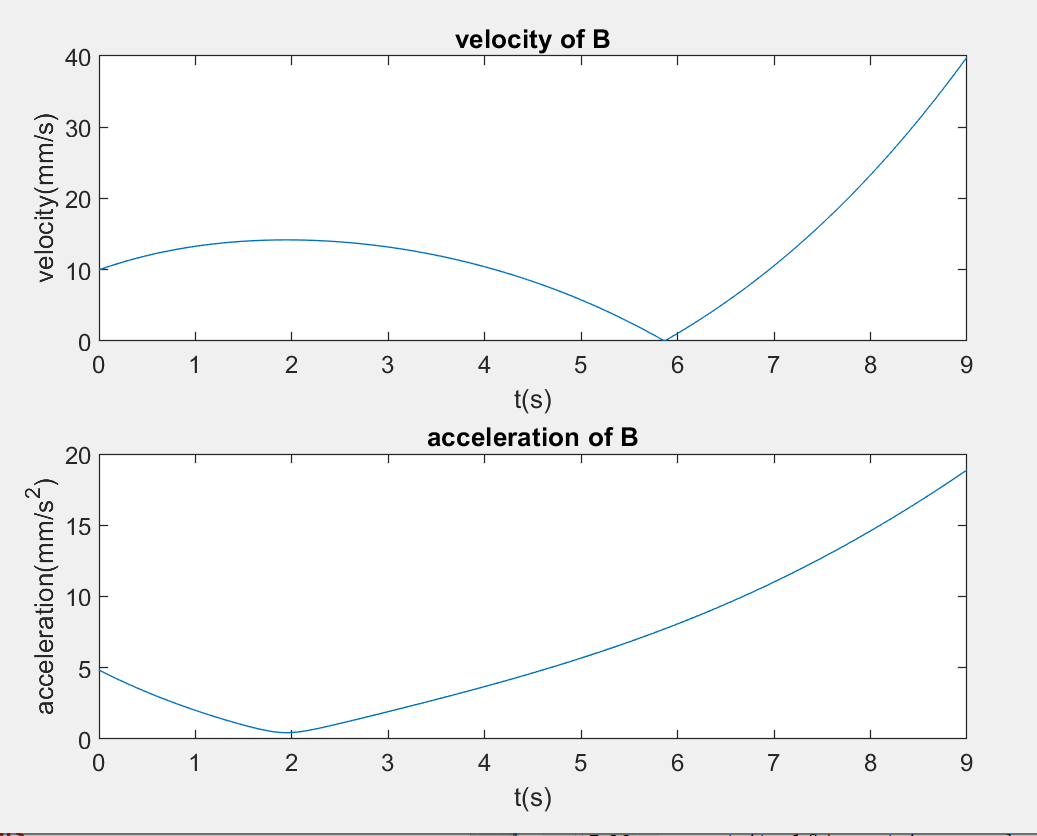 velocity of B
40
30
20
10
0
velocity(mm/s)
0 1 2 3 4 5 6 7 8 9
t(s)
acceleration of B
20
15
10
5
0
acceleration(mm/s²)
0 1 2 3 4 5 6 7 8 9
t(s)